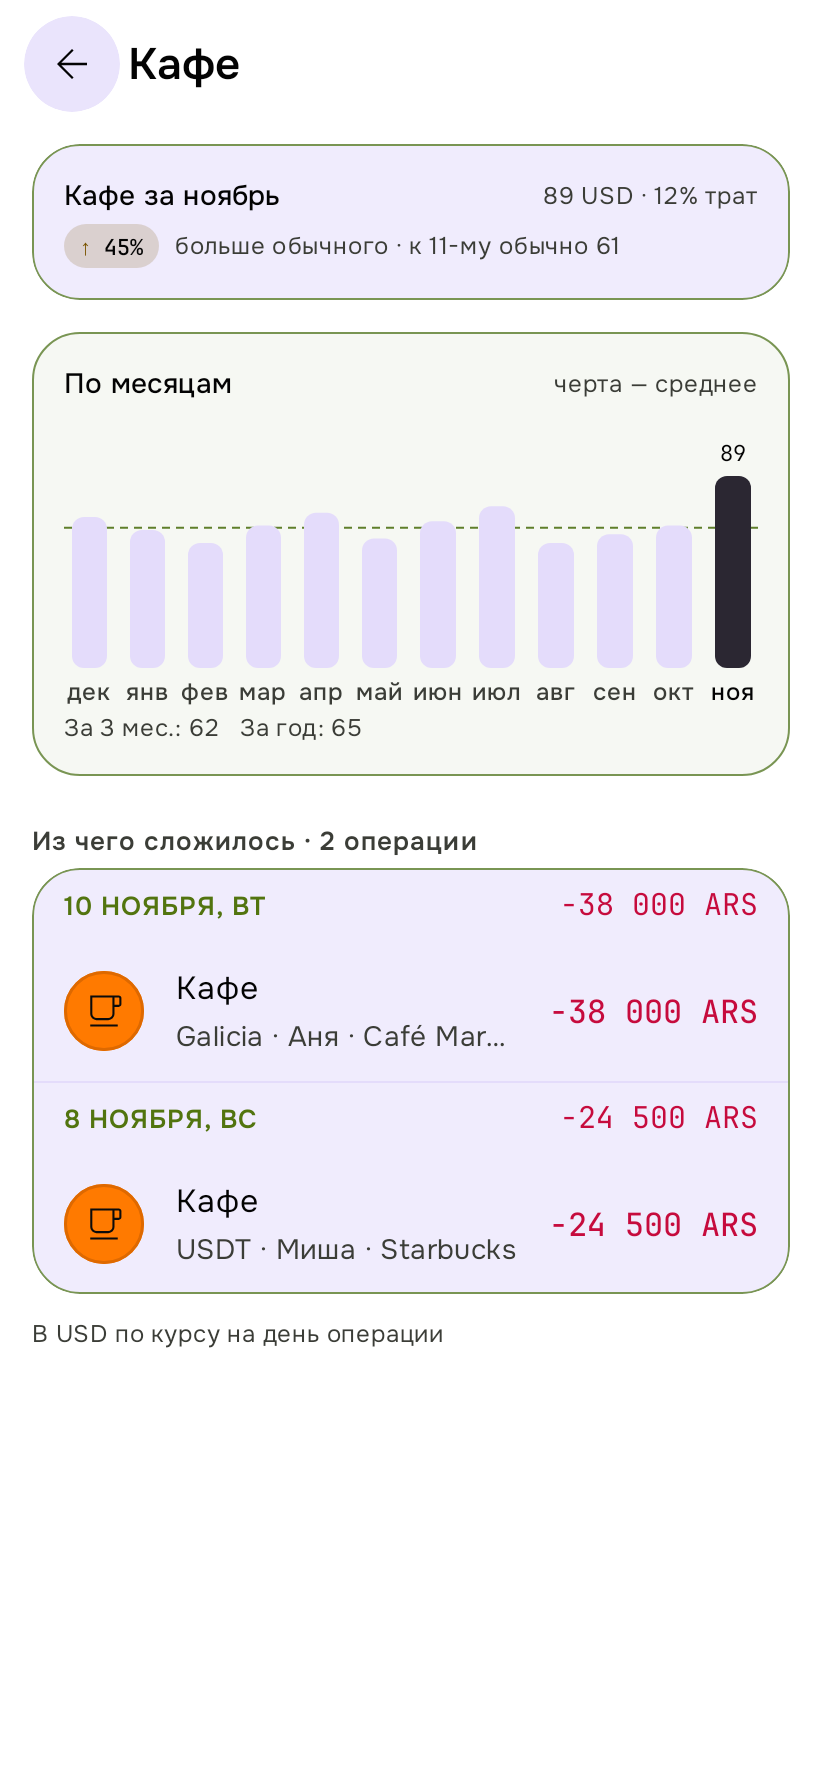 Кафе
Кафе за ноябрь 89 USD · 12% трат
↑ 45% больше обычного · к 11-му обычно 61
По месяцам черта — среднее
89
дек янв фев мар апр май июн июл авг сен окт ноя
За 3 мес.: 62 За год: 65
Из чего сложилось · 2 операции
10 НОЯБРЯ, ВТ -38 000 ARS
Кафе
-38 000 ARS
Galicia · Аня · Café Mar...
8 НОЯБРЯ, ВС -24 500 ARS
Кафе
-24 500 ARS
USDT · Миша · Starbucks
В USD по курсу на день операции